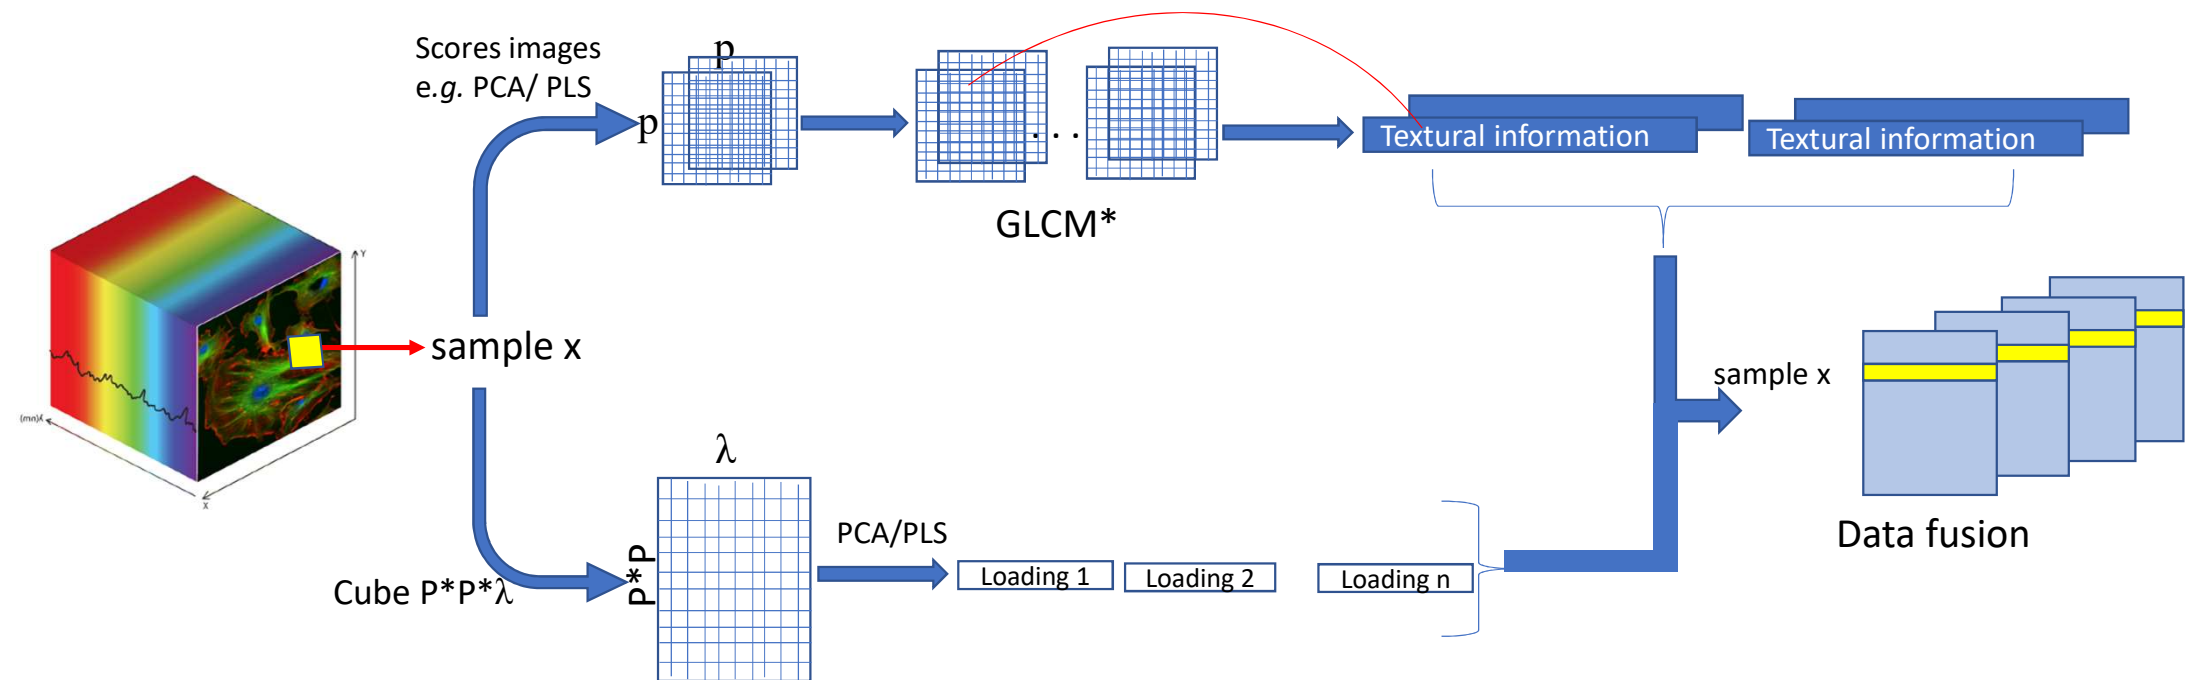 Scores images
e.g. PCA/ PLS
p
p
. . .
GLCM*
Textural information
Textural information
Y
λ(nm)
X
sample x
sample x
Data fusion
λ
P*P
Cube P*P*λ
PCA/PLS
Loading 1
Loading 2
Loading n